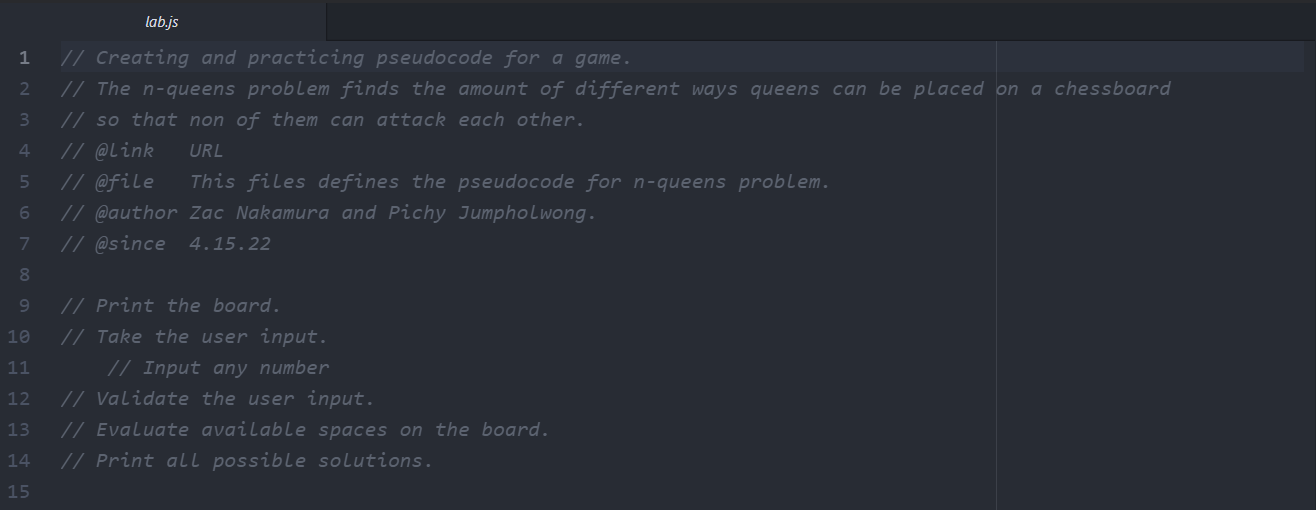 lab.js
1 // Creating and practicing pseudocode for a game.
2 // The n-queens problem finds the amount of different ways queens can be placed on a chessboard
3 // so that non of them can attack each other.
4 // @link   URL
5 // @file   This files defines the pseudocode for n-queens problem.
6 // @author Zac Nakamura and Pichy Jumpholwong.
7 // @since  4.15.22
8
9 // Print the board.
10 // Take the user input.
11     // Input any number
12 // Validate the user input.
13 // Evaluate available spaces on the board.
14 // Print all possible solutions.
15